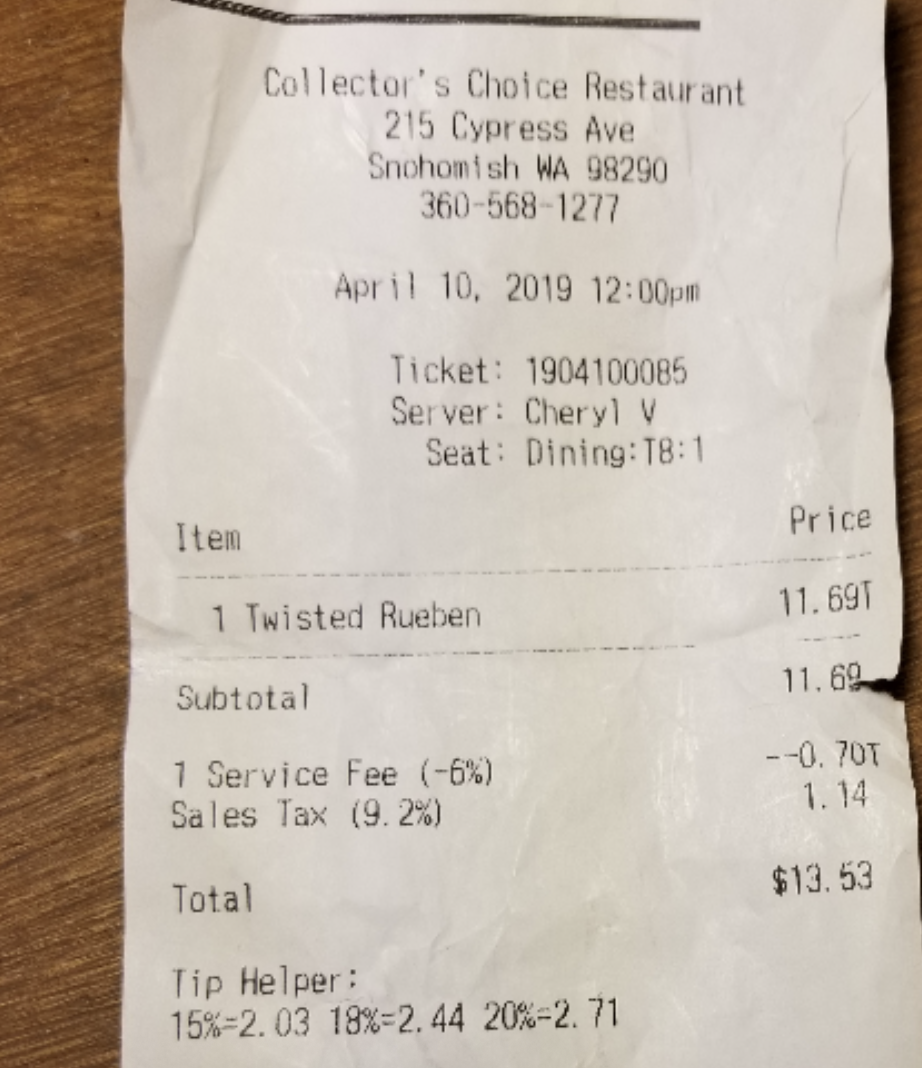 Collector's Choice Restaurant
215 Cypress Ave
Snohomish WA 98290
360-568-1277
April 10, 2019 12:00pm
Ticket: 1904100085
Server: Cheryl V
Seat: Dining:T8:1
Item Price
1 Twisted Rueben 11.69T
Subtotal 11.69
1 Service Fee (-6%) --0.70T
Sales Tax (9.2%) 1.14
Total $13.53
Tip Helper:
15%=2.03 18%=2.44 20%=2.71